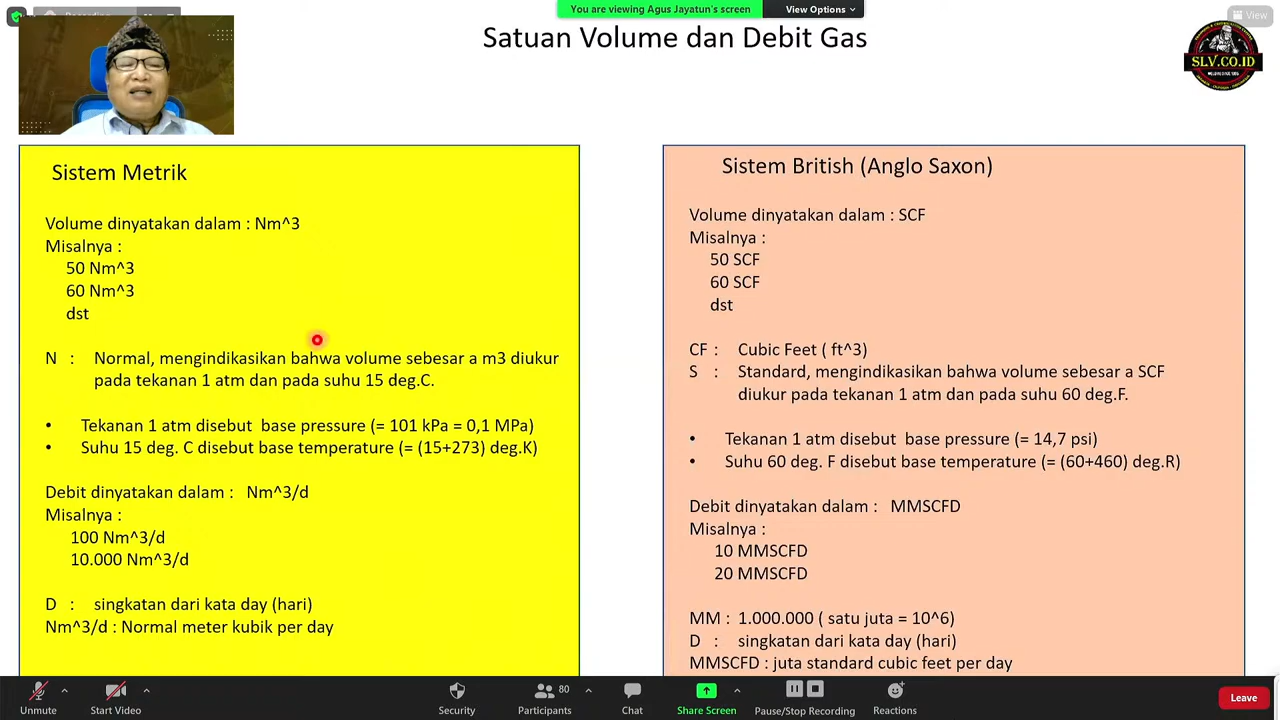 You are viewing Agus Jayatun's screen
View Options
View
Satuan Volume dan Debit Gas
SLV.CO.ID
Sistem Metrik
Volume dinyatakan dalam : Nm^3
Misalnya :
50 Nm^3
60 Nm^3
dst
N : Normal, mengindikasikan bahwa volume sebesar a m3 diukur
pada tekanan 1 atm dan pada suhu 15 deg.C.
• Tekanan 1 atm disebut base pressure (= 101 kPa = 0,1 MPa)
• Suhu 15 deg. C disebut base temperature (= (15+273) deg.K)
Debit dinyatakan dalam : Nm^3/d
Misalnya :
100 Nm^3/d
10.000 Nm^3/d
D : singkatan dari kata day (hari)
Nm^3/d : Normal meter kubik per day
Sistem British (Anglo Saxon)
Volume dinyatakan dalam : SCF
Misalnya :
50 SCF
60 SCF
dst
CF : Cubic Feet ( ft^3)
S : Standard, mengindikasikan bahwa volume sebesar a SCF
diukur pada tekanan 1 atm dan pada suhu 60 deg.F.
• Tekanan 1 atm disebut base pressure (= 14,7 psi)
• Suhu 60 deg. F disebut base temperature (= (60+460) deg.R)
Debit dinyatakan dalam : MMSCFD
Misalnya :
10 MMSCFD
20 MMSCFD
MM : 1.000.000 ( satu juta = 10^6)
D : singkatan dari kata day (hari)
MMSCFD : juta standard cubic feet per day
Unmute
Start Video
Security
Participants
80
Chat
Share Screen
Pause/Stop Recording
Reactions
Leave